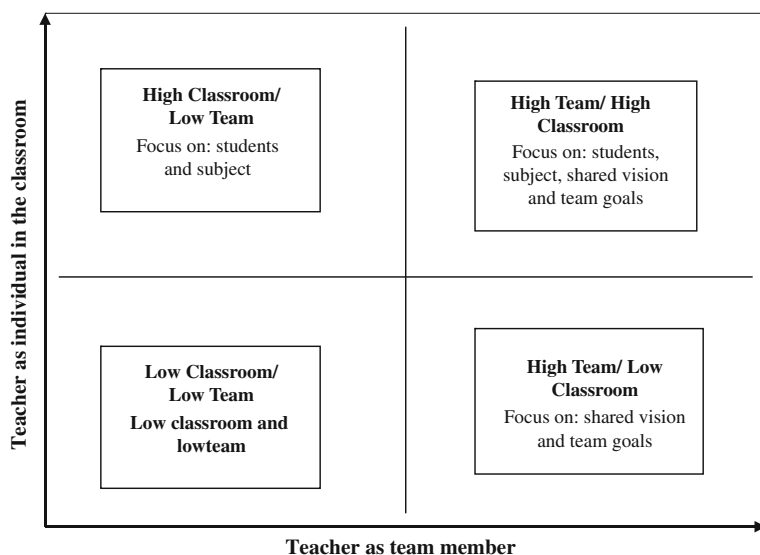 Teacher as individual in the classroom
High Classroom/
Low Team
Focus on: students
and subject
High Team/ High
Classroom
Focus on: students,
subject, shared vision
and team goals
Low Classroom/
Low Team
Low classroom and
lowteam
High Team/ Low
Classroom
Focus on: shared vision
and team goals
Teacher as team member